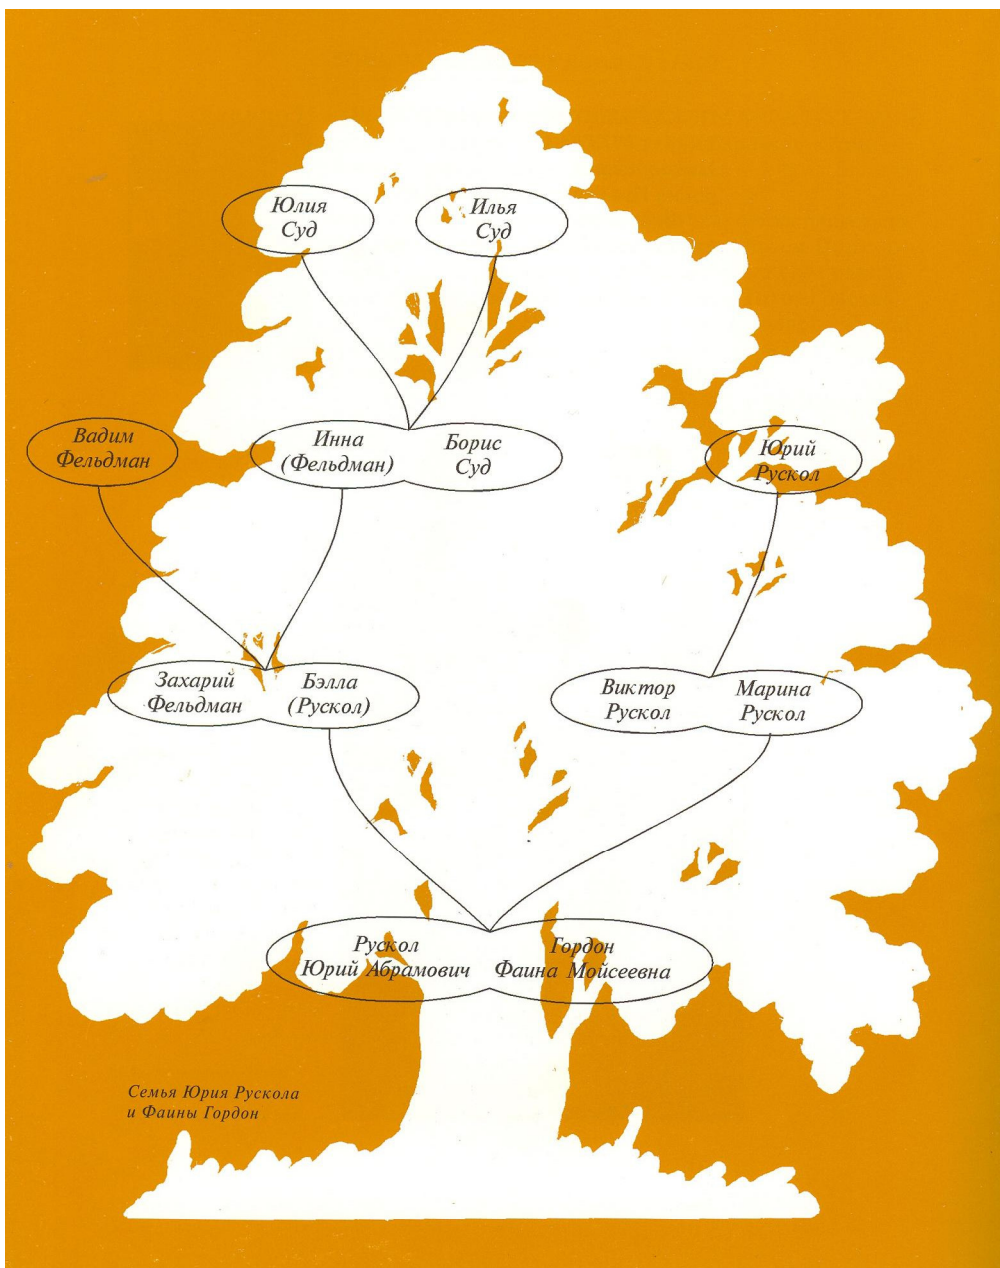 Юлия
Суд
Илья
Суд
Вадим
Фельдман
Инна
(Фельдман)
Борис
Суд
Юрий
Рускол
Захарий
Фельдман
Бэлла
(Рускол)
Виктор
Рускол
Марина
Рускол
Рускол
Юрий Абрамович
Гордон
Фаина Мойсеевна
Семья Юрия Рускола
и Фаины Гордон